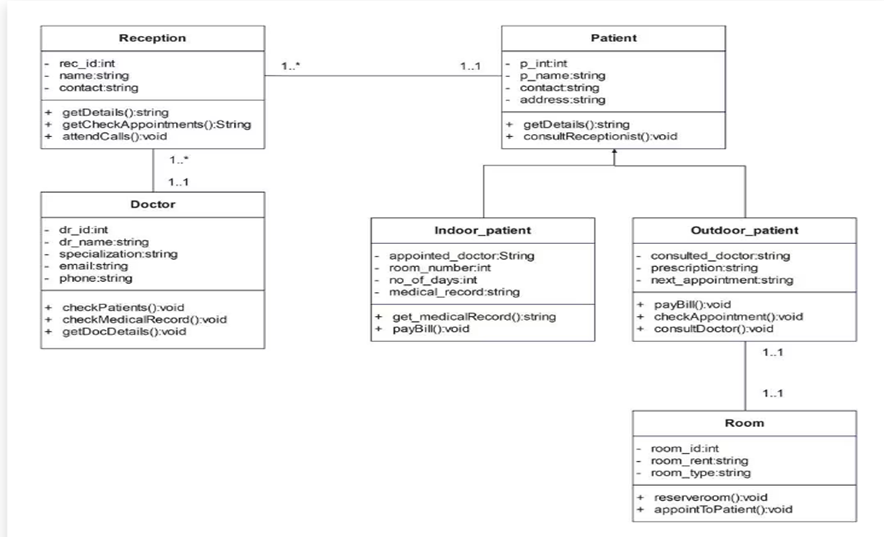 Reception
- rec_id:int
- name:string
- contact:string
+ getDetails():string
+ getCheckAppointments():String
+ attendCalls():void
1..*
1..1
Patient
- p_int:int
- p_name:string
- contact:string
- address:string
+ getDetails():string
+ consultReceptionist():void
1..*
1..1
Doctor
- dr_id:int
- dr_name:string
- specialization:string
- email:string
- phone:string
+ checkPatients():void
+ checkMedicalRecord():void
+ getDocDetails():void
Indoor_patient
- appointed_doctor:String
- room_number:int
- no_of_days:int
- medical_record:string
+ get_medicalRecord():string
+ payBill():void
Outdoor_patient
- consulted_doctor:string
- prescription:string
- next_appointment:string
+ payBill():void
+ checkAppointment():void
+ consultDoctor():void
1..1
1..1
Room
- room_id:int
- room_rent:string
- room_type:string
+ reserveroom():void
+ appointToPatient():void